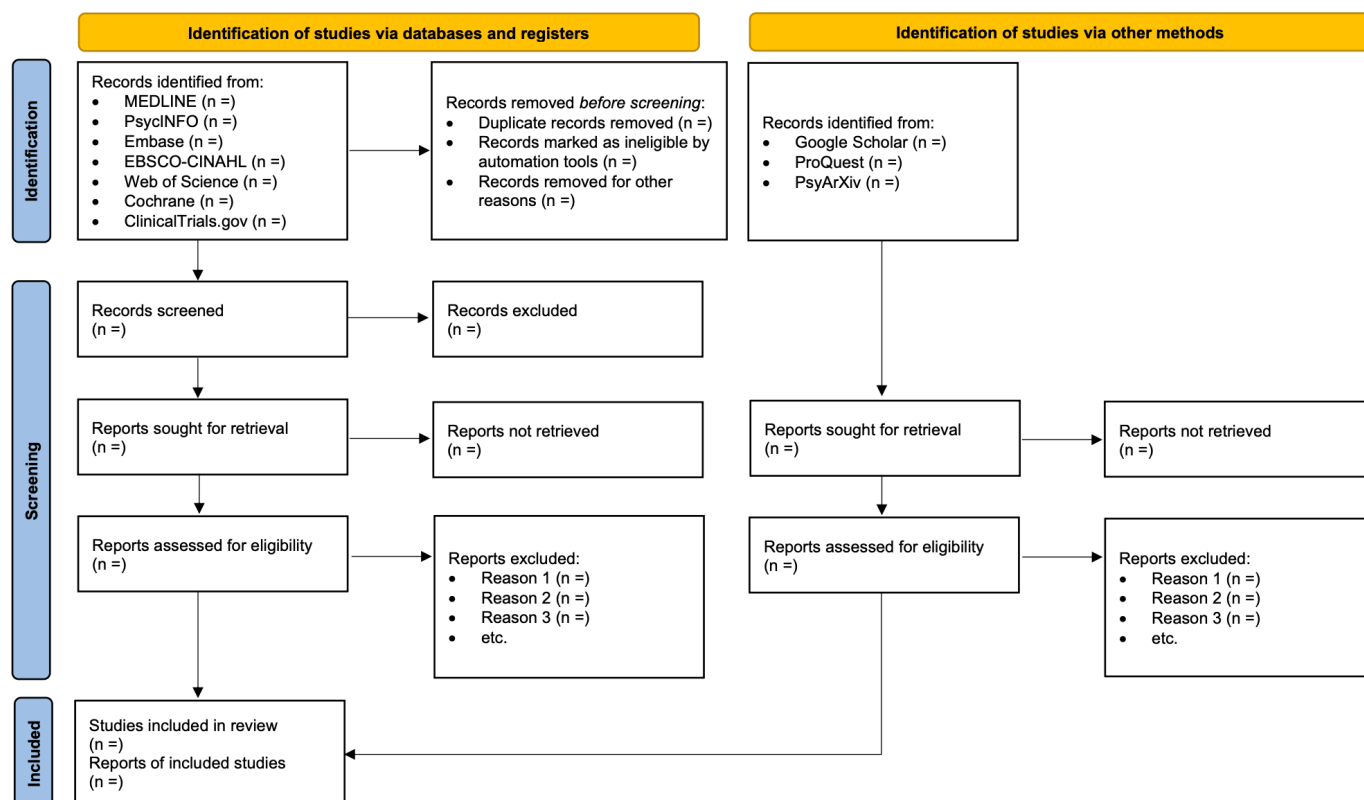 Identification of studies via databases and registers
Identification of studies via other methods
Identification
Records identified from:
• MEDLINE (n =)
• PsycINFO (n =)
• Embase (n =)
• EBSCO-CINAHL (n =)
• Web of Science (n =)
• Cochrane (n =)
• ClinicalTrials.gov (n =)
Records removed before screening:
• Duplicate records removed (n =)
• Records marked as ineligible by
automation tools (n =)
• Records removed for other
reasons (n =)
Records identified from:
• Google Scholar (n =)
• ProQuest (n =)
• PsyArXiv (n =)
Screening
Records screened
(n =)
Records excluded
(n =)
Reports sought for retrieval
(n =)
Reports not retrieved
(n =)
Reports sought for retrieval
(n =)
Reports not retrieved
(n =)
Reports assessed for eligibility
(n =)
Reports excluded:
• Reason 1 (n =)
• Reason 2 (n =)
• Reason 3 (n =)
• etc.
Reports assessed for eligibility
(n =)
Reports excluded:
• Reason 1 (n =)
• Reason 2 (n =)
• Reason 3 (n =)
• etc.
Included
Studies included in review
(n =)
Reports of included studies
(n =)